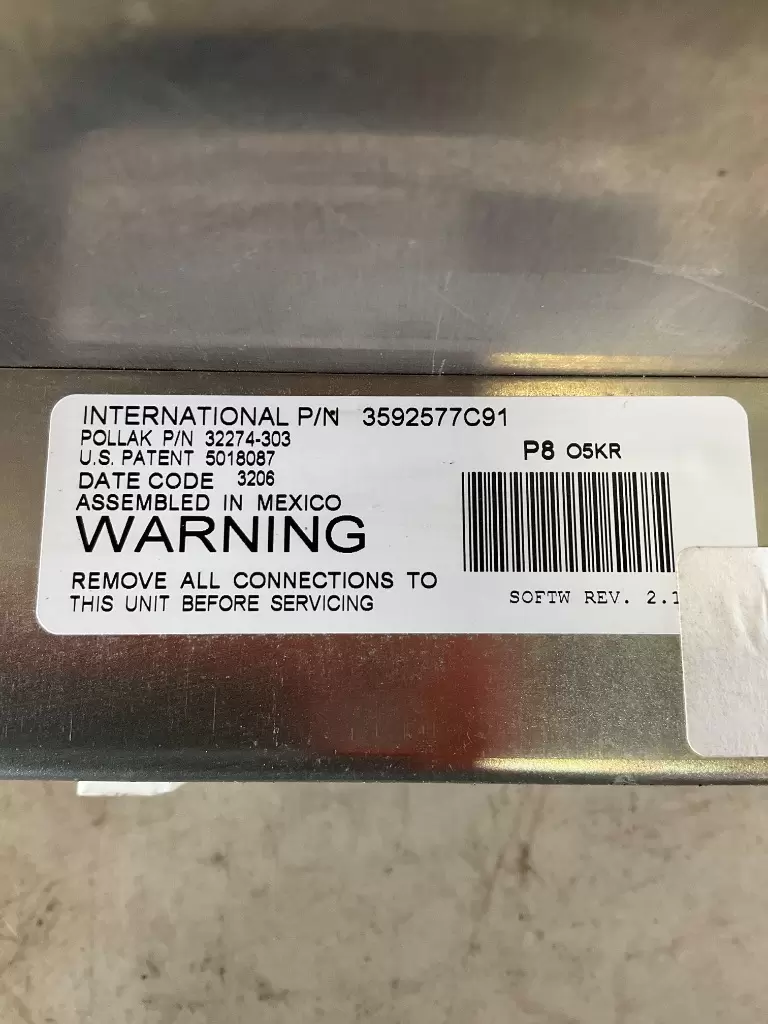 INTERNATIONAL P/N 3592577C91
POLLAK P/N 32274-303
U.S. PATENT 5018087
DATE CODE 3206
ASSEMBLED IN MEXICO
WARNING
REMOVE ALL CONNECTIONS TO
THIS UNIT BEFORE SERVICING
P8 05KR
SOFTW REV. 2.1